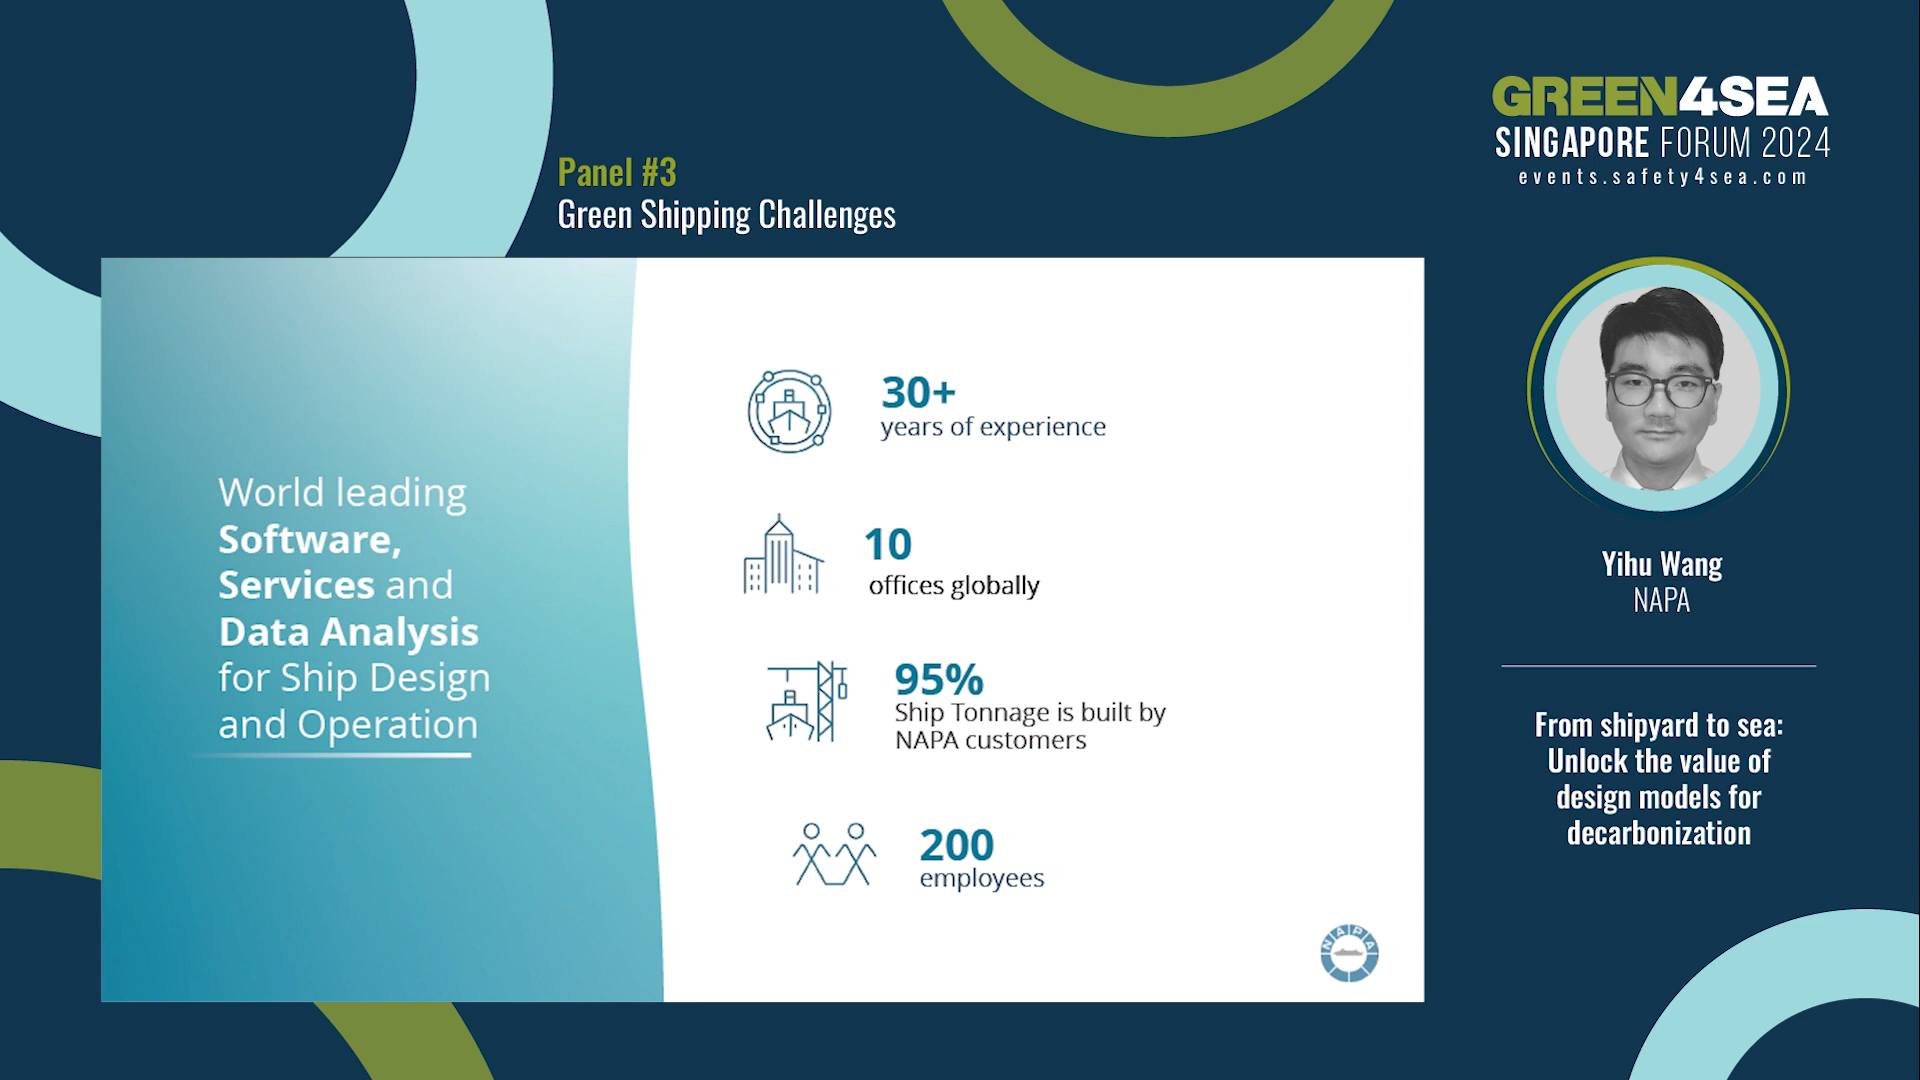 GREEN4SEA
SINGAPORE FORUM 2024
events.safety4sea.com
Panel #3
Green Shipping Challenges
World leading
Software,
Services and
Data Analysis
for Ship Design
and Operation
30+
years of experience
10
offices globally
95%
Ship Tonnage is built by
NAPA customers
200
employees
NAPA
Yihu Wang
NAPA
From shipyard to sea:
Unlock the value of
design models for
decarbonization